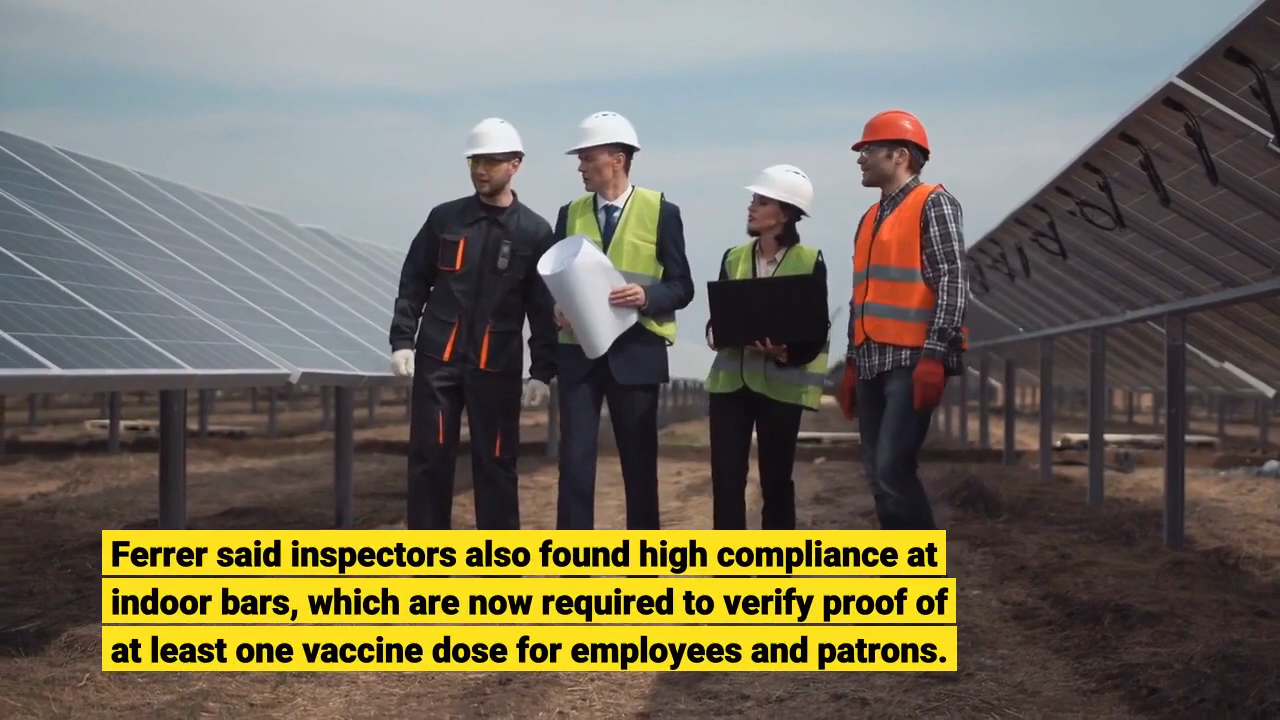 Ferrer said inspectors also found high compliance at
indoor bars, which are now required to verify proof of
at least one vaccine dose for employees and patrons.